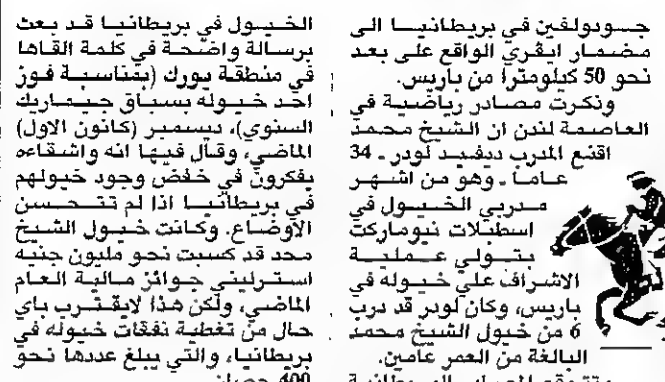 جودولفين في بريطانيا الى
مضمار ايڤري الواقع على بعد
نحو 50 كيلومترا من باريس.
وذكرت مصادر رياضية في
العاصمة لندن ان الشيخ محمد
اقنع المدرب ديفيد لودر ـ 34
عاماً ـ وهو من اشهر
مدربي الخيول في
اسطبلات نيوماركت
بتولي عملية
الاشراف علي خيوله في
باريس، وكان لودر قد درب
6 من خيول الشيخ محمد
البالغة من العمر عامين.
الخيول في بريطانيا قد بعث
برسالة واضحة في كلمة القاها
في منطقة يورك (بمناسبة فوز
احد خيوله بسباق جيماريك
السنوي)، ديسمبر (كانون الاول)
الماضي، وقال فيها انه واشقاءه
يفكرون في خفض وجود خيولهم
في بريطانيا اذا لم تتحسن
الاوضاع. وكانت خيول الشيخ
محد قد كسبت نحو مليون جنيه
استرليني جوائز مالية العام
الماضي، ولكن هذا لايقترب باي
حال من تغطية نفقات خيوله في
بريطانيا، والتي يبلغ عددها نحو
400 حصان